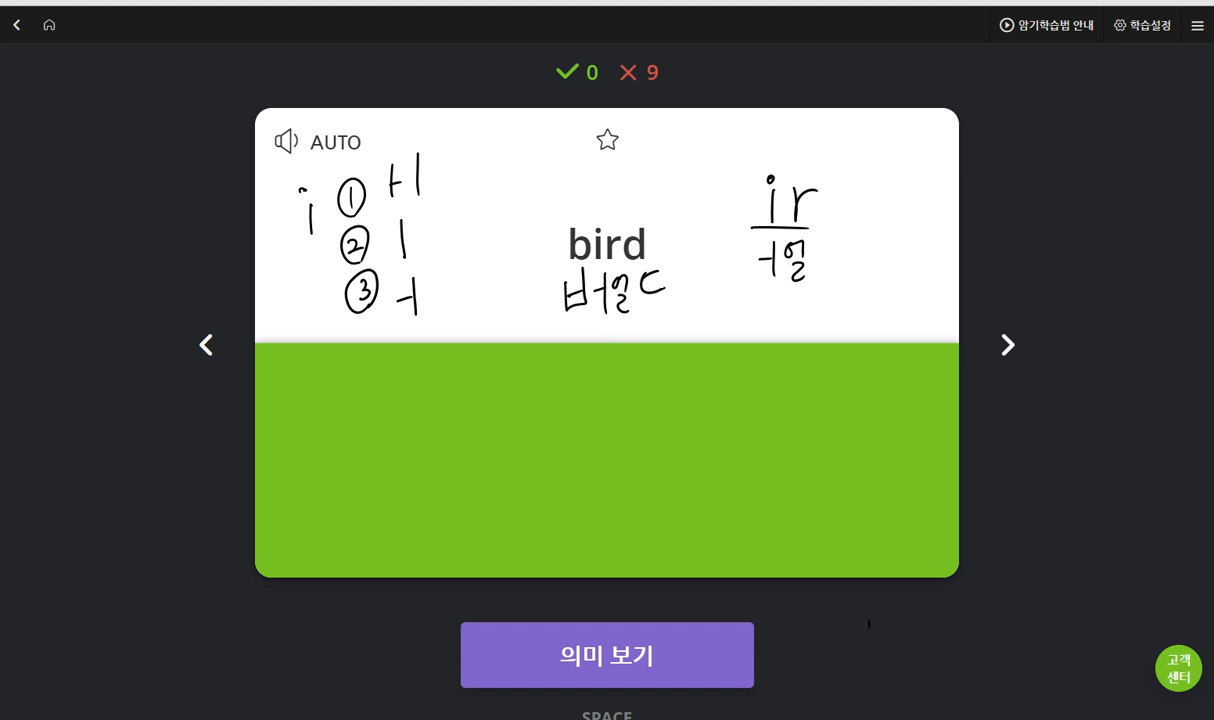 암기학습법 안내 학습설정
0 9
AUTO
i ① ㅐ
② ㅣ
③ ㅓ
bird
ㅂㅓ얼ㄷ
ir
ㅓ얼
의미 보기
SPACE
고객
센터